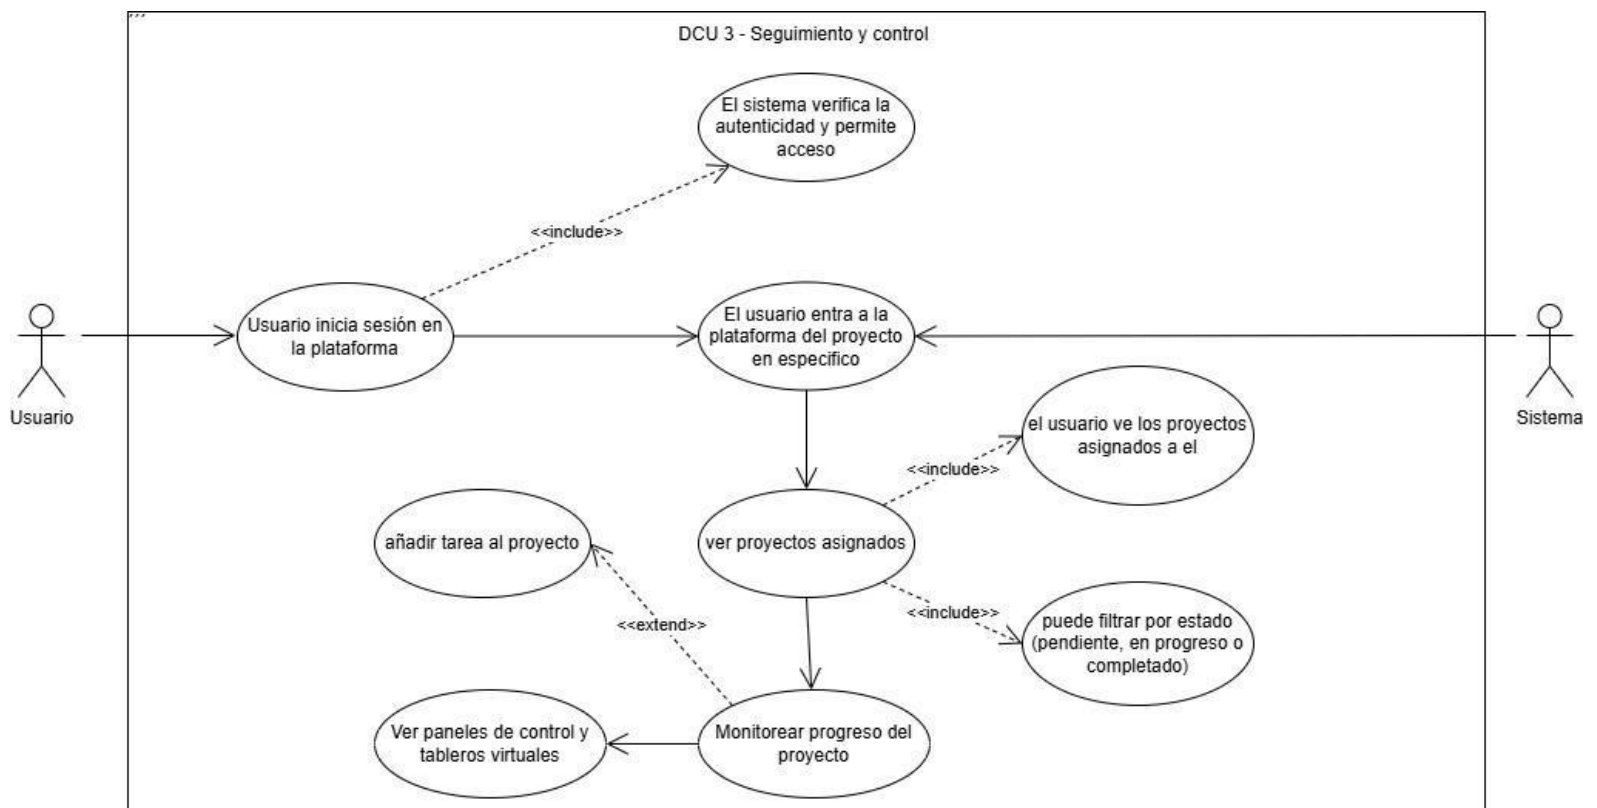 ,,,
DCU 3 - Seguimiento y control
El sistema verifica la
autenticidad y permite
acceso
<<include>>
Usuario inicia sesión en
la plataforma
El usuario entra a la
plataforma del proyecto
en especifico
Usuario
Sistema
el usuario ve los proyectos
asignados a el
<<include>>
añadir tarea al proyecto
ver proyectos asignados
<<include>>
<<extend>>
puede filtrar por estado
(pendiente, en progreso o
completado)
Ver paneles de control y
tableros virtuales
Monitorear progreso del
proyecto